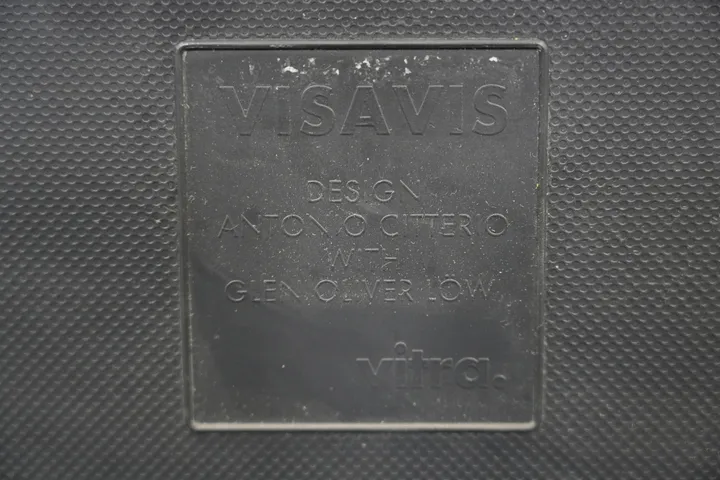 VISAVIS
DESIGN
ANTONIO CITTERIO
WITH
GLEN OLIVER LÖW
vitra.